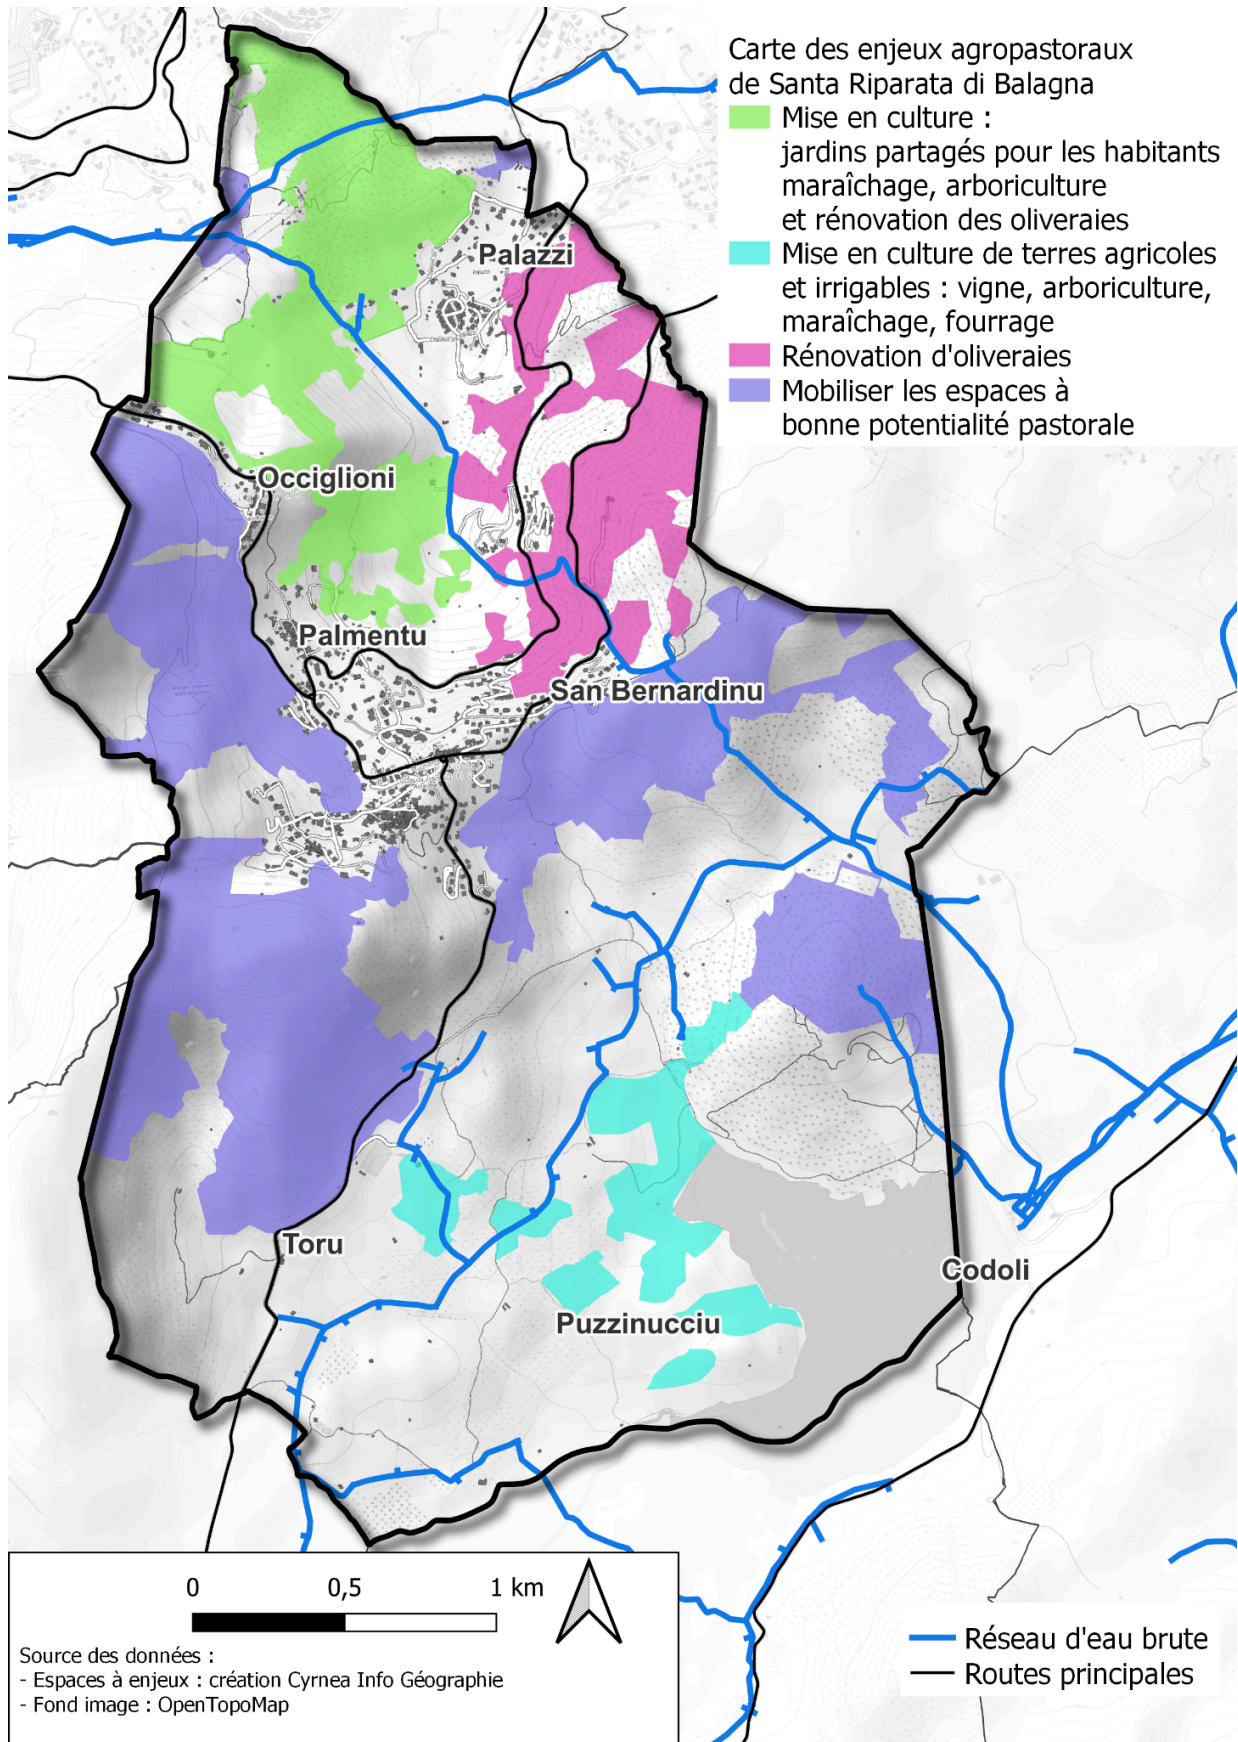 Carte des enjeux agropastoraux
de Santa Riparata di Balagna
Mise en culture :
jardins partagés pour les habitants
maraîchage, arboriculture
et rénovation des oliveraies
Mise en culture de terres agricoles
et irrigables : vigne, arboriculture,
maraîchage, fourrage
Rénovation d'oliveraies
Mobiliser les espaces à
bonne potentialité pastorale
Palazzi
Palazzi
Occiglioni
Palmentu
San Bernardinu
Toru
Codoli
Puzzinucciu
0 0,5 1 km
Source des données :
- Espaces à enjeux : création Cyrnea Info Géographie
- Fond image : OpenTopoMap
Réseau d'eau brute
Routes principales